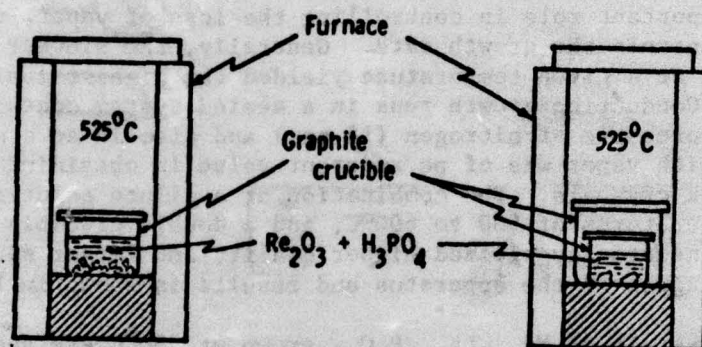 Furnace
525°C
525°C
Graphite
crucible
Re₂O₃ + H₃PO₄